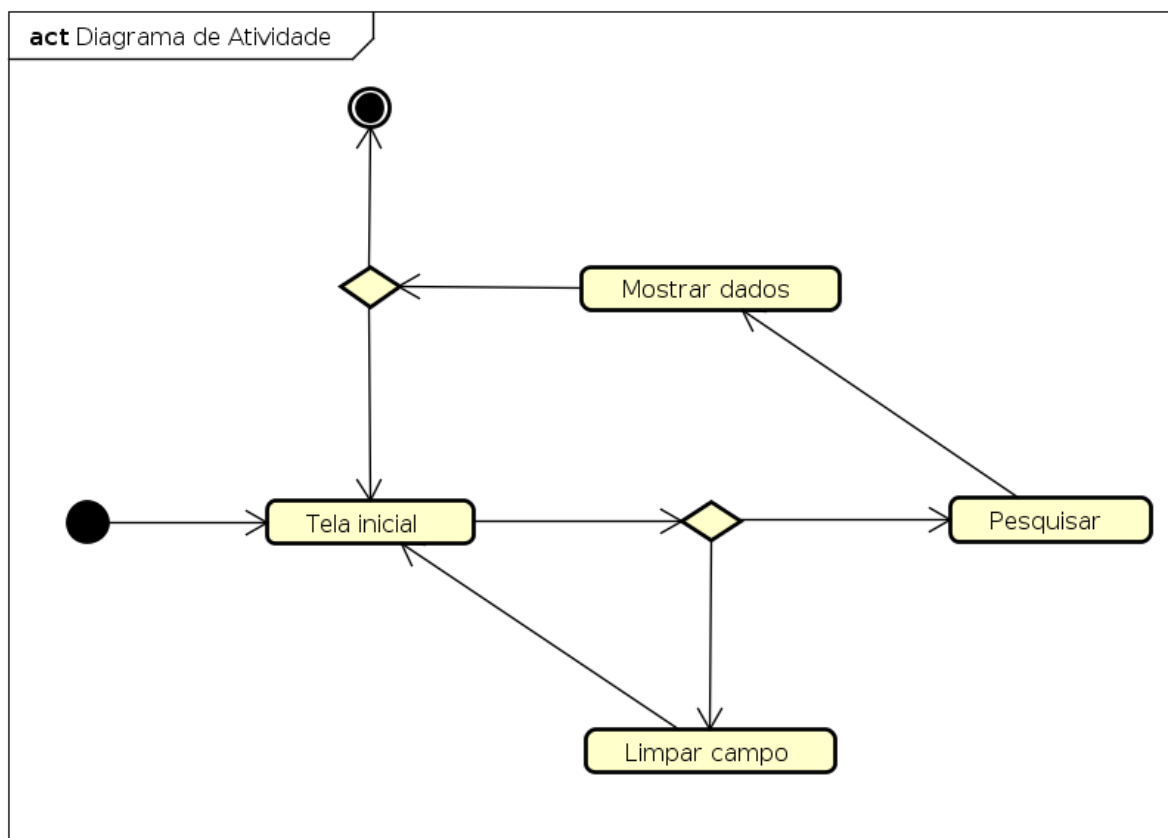 act Diagrama de Atividade
Mostrar dados
Tela inicial
Pesquisar
Limpar campo